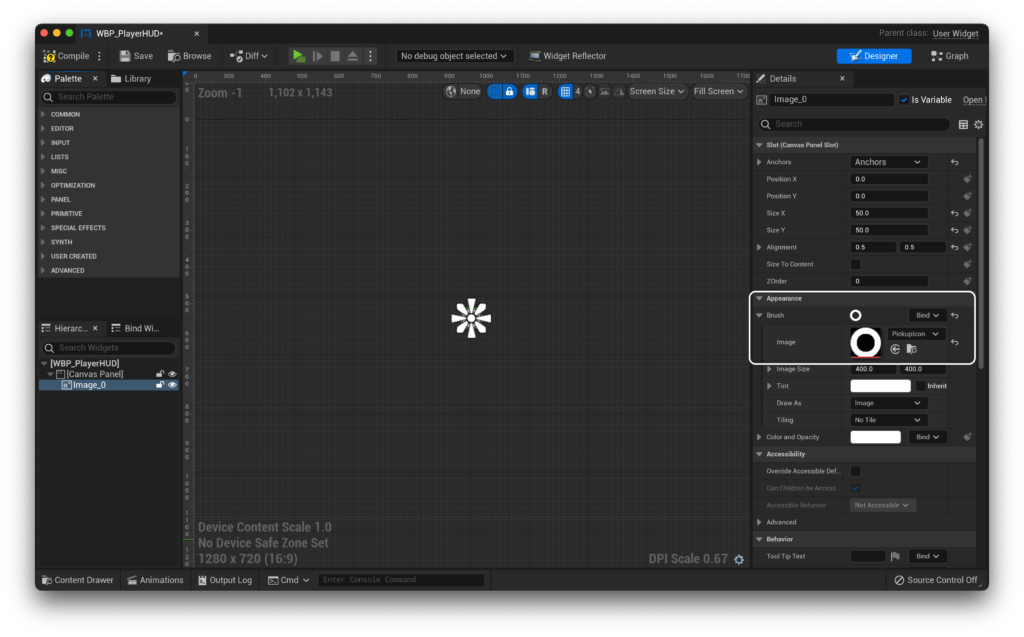 WBP_PlayerHUD*
Parent class: User Widget
Compile Save Browse Diff No debug object selected Widget Reflector Designer Graph
Palette Library
Search Palette
COMMON
EDITOR
INPUT
LISTS
MISC
OPTIMIZATION
PANEL
PRIMITIVE
SPECIAL EFFECTS
SYNTH
USER CREATED
ADVANCED
Hierarc... Bind Wi...
Search Widgets
[WBP_PlayerHUD]
[Canvas Panel]
Image_0
0 300 400 500 600 700 800 900 1000 1100 1200 1300 1400 1500 1600 1700
Zoom -1 1,102 x 1,143
None R 4 Screen Size Fill Screen
Device Content Scale 1.0
No Device Safe Zone Set
1280 x 720 (16:9)
DPI Scale 0.67
Details
Image_0 Is Variable Open
Search
Slot (Canvas Panel Slot)
Anchors Anchors
Position X 0.0
Position Y 0.0
Size X 50.0
Size Y 50.0
Alignment 0.5 0.5
Size To Content
ZOrder 0
Appearance
Brush Bind
Image PickupIcon
Image Size 400.0 400.0
Tint Inherit
Draw As Image
Tiling No Tile
Color and Opacity Bind
Accessibility
Override Accessible Def...
Can Children be Access...
Accessible Behavior Not Accessible
Advanced
Behavior
Tool Tip Text Bind
Content Drawer Animations Output Log Cmd Enter Console Command Source Control Off